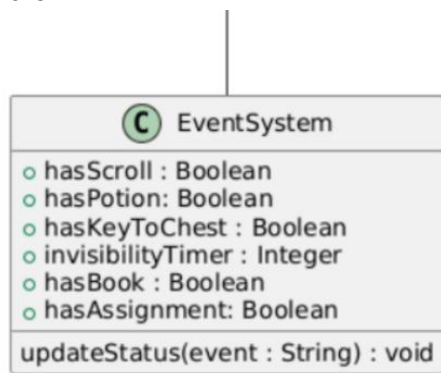 C EventSystem
hasScroll : Boolean
hasPotion: Boolean
hasKeyToChest : Boolean
invisibilityTimer : Integer
hasBook : Boolean
hasAssignment: Boolean
updateStatus(event : String) : void